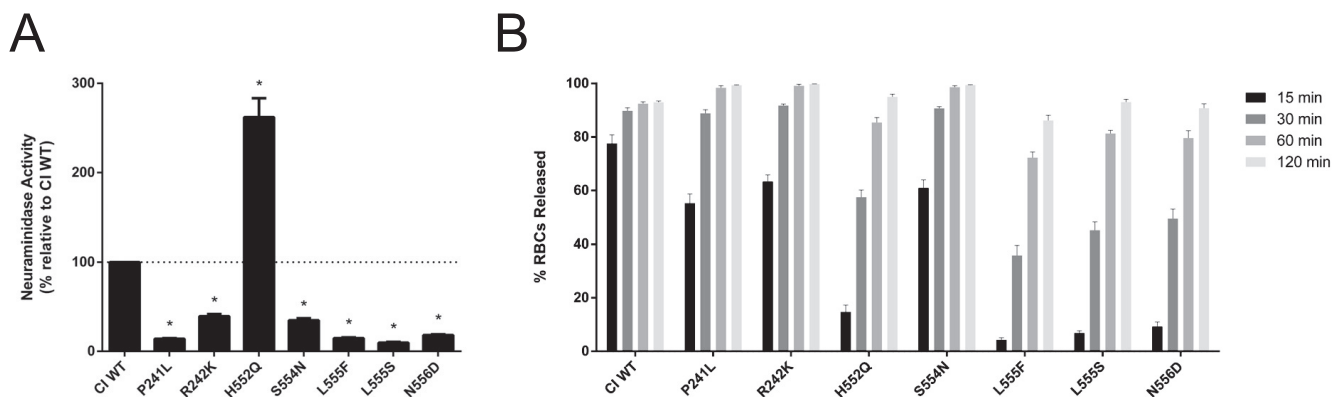 A
B
Neuraminidase Activity
(% relative to CI WT)
300
200
100
0
*
*
*
*
*
*
*
CI WT
P241L
R242K
H552Q
S554N
L555F
L555S
N556D
% RBCs Released
100
80
60
40
20
0
CI WT
P241L
R242K
H552Q
S554N
L555F
L555S
N556D
15 min
30 min
60 min
120 min